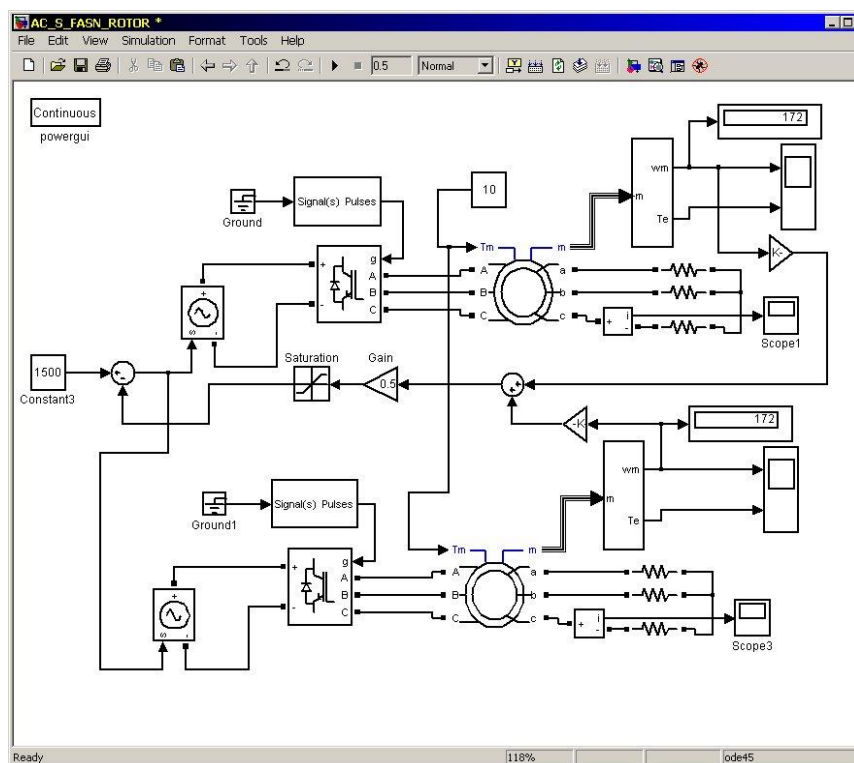 AC_S_FASN_ROTOR *
File Edit View Simulation Format Tools Help
0.5 Normal
Continuous
powergui
172
10
Signal(s) Pulses
Ground
wm
m
Te
Tm m
g
A
B
C
+
-
A a
B b
C c
K-
+ i
-
Scope1
+
s -
1500
Constant3
Saturation
Gain
0.5
-K-
172
wm
m
Te
Signal(s) Pulses
Ground1
Tm m
g
A
B
C
+
-
A a
B b
C c
+ i
-
Scope3
+
s -
Ready 118% ode45